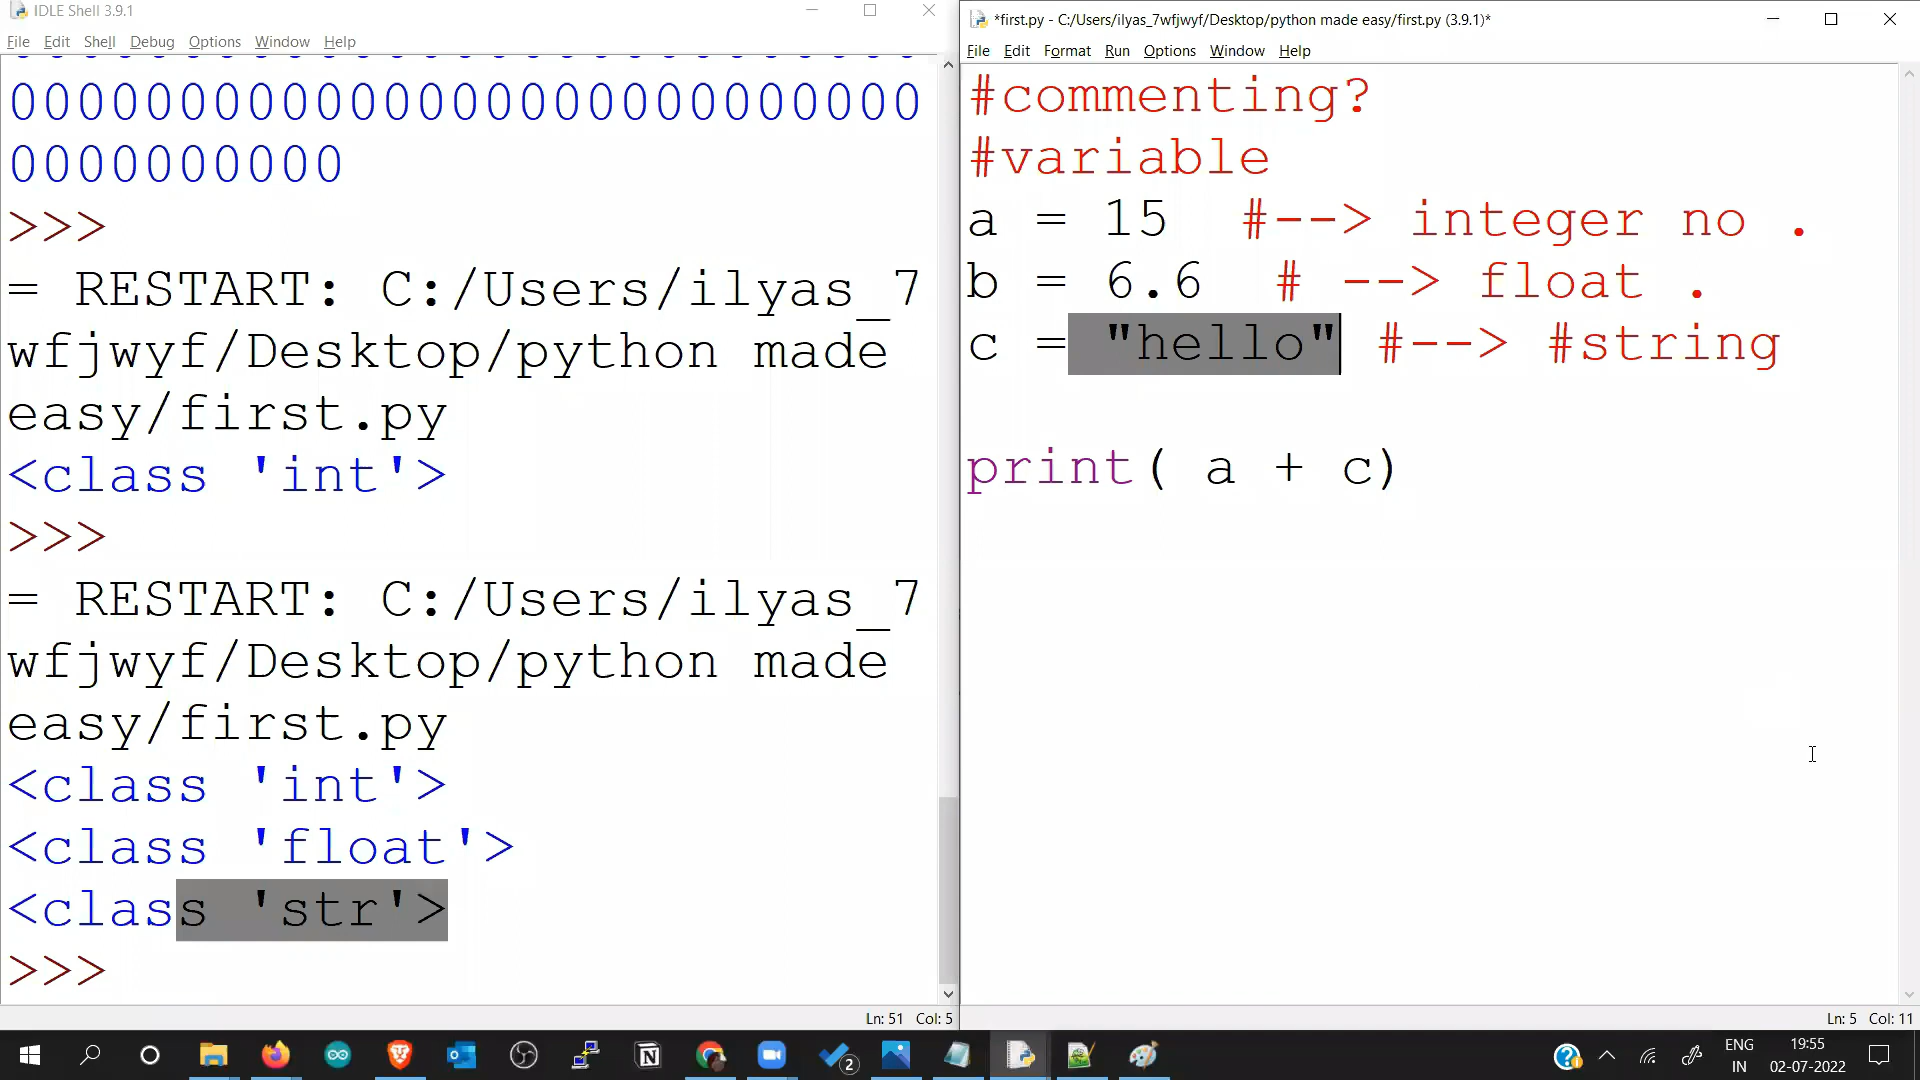 IDLE Shell 3.9.1
File Edit Shell Debug Options Window Help
000000000000000000000000000
0000000000
>>>
= RESTART: C:/Users/ilyas_7
wfjwyf/Desktop/python made
easy/first.py
<class 'int'>
>>>
= RESTART: C:/Users/ilyas_7
wfjwyf/Desktop/python made
easy/first.py
<class 'int'>
<class 'float'>
<class 'str'>
>>>
Ln: 51 Col: 5
*first.py - C:/Users/ilyas_7wfjwyf/Desktop/python made easy/first.py (3.9.1)*
File Edit Format Run Options Window Help
#commenting?
#variable
a = 15  #--> integer no .
b = 6.6  # --> float .
c = "hello" #--> #string
print( a + c)
Ln: 5 Col: 11
2
ENG
IN
19:55
02-07-2022